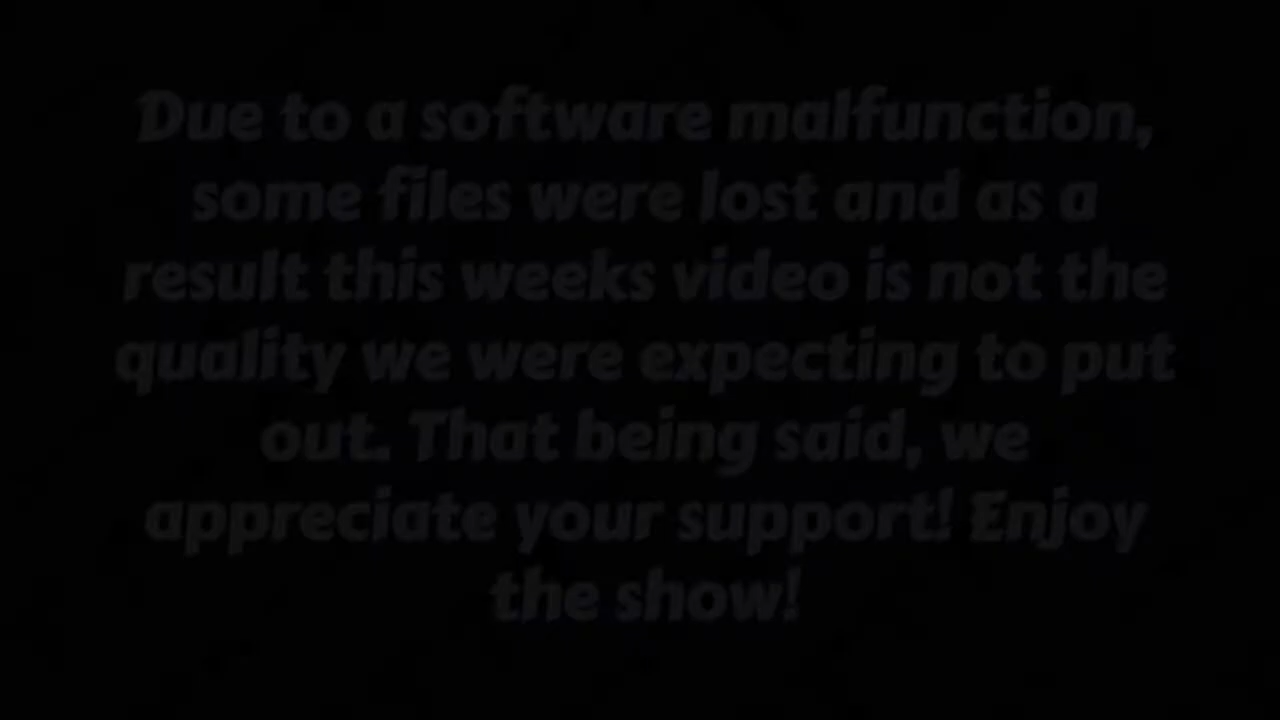 Due to a software malfunction,
some files were lost and as a
result this weeks video is not the
quality we were expecting to put
out. That being said, we
appreciate your support! Enjoy
the show!